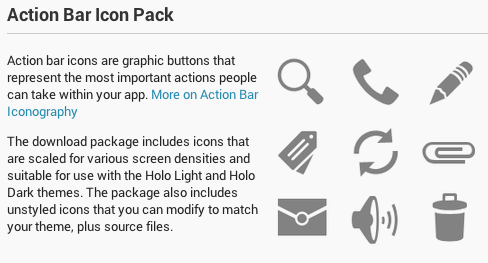 Action Bar Icon Pack
Action bar icons are graphic buttons that
represent the most important actions people
can take within your app. More on Action Bar
Iconography
The download package includes icons that
are scaled for various screen densities and
suitable for use with the Holo Light and Holo
Dark themes. The package also includes
unstyled icons that you can modify to match
your theme, plus source files.